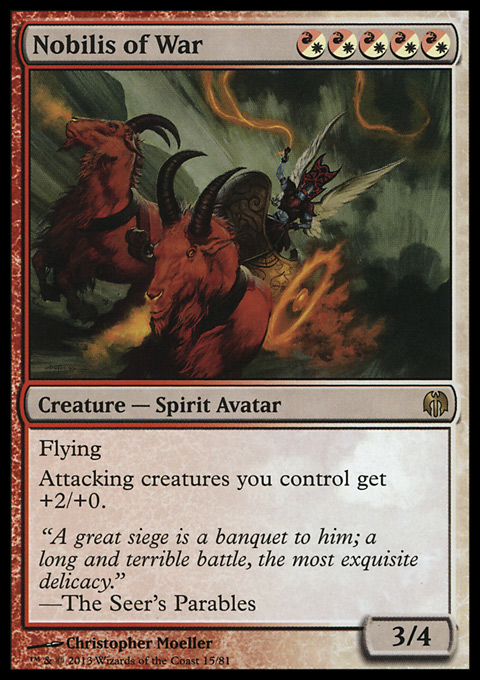 Nobilis of War
Creature — Spirit Avatar
Flying
Attacking creatures you control get
+2/+0.
“A great siege is a banquet to him; a
long and terrible battle, the most exquisite
delicacy.”
—The Seer's Parables
Christopher Moeller
3/4
™ & © 2013 Wizards of the Coast 15/81